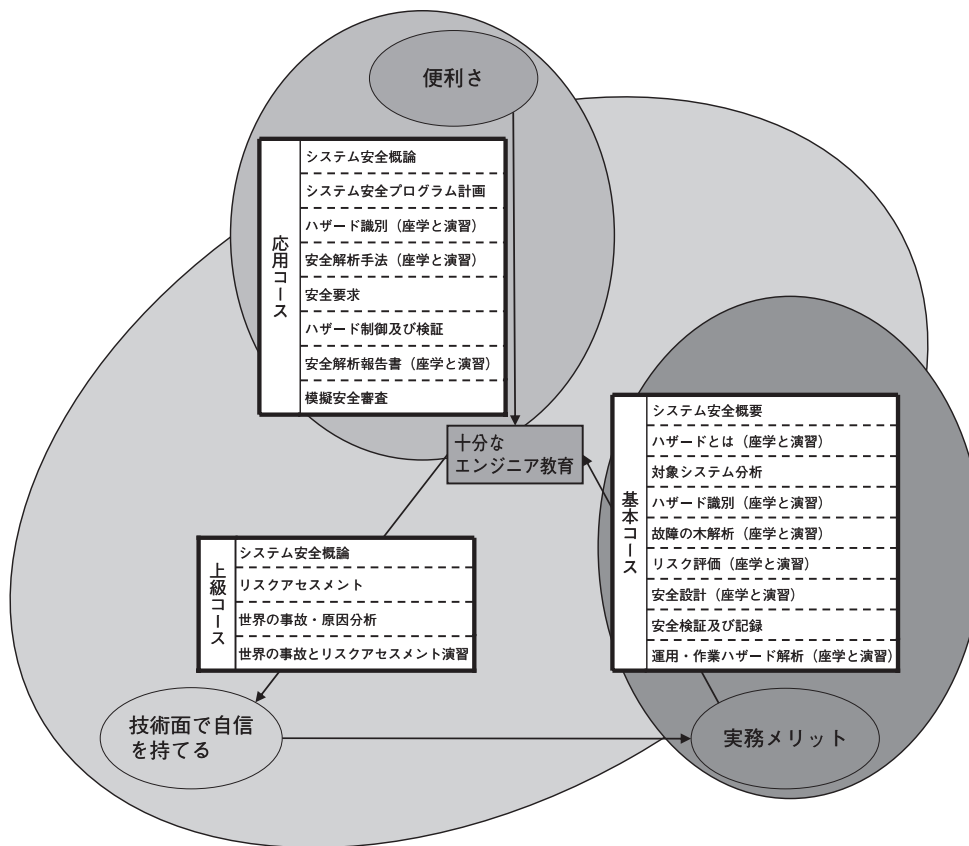 便利さ
応用コース
システム安全概論
システム安全プログラム計画
ハザード識別（座学と演習）
安全解析手法（座学と演習）
安全要求
ハザード制御及び検証
安全解析報告書（座学と演習）
模擬安全審査
十分な
エンジニア教育
基本コース
システム安全概要
ハザードとは（座学と演習）
対象システム分析
ハザード識別（座学と演習）
故障の木解析（座学と演習）
リスク評価（座学と演習）
安全設計（座学と演習）
安全検証及び記録
運用・作業ハザード解析（座学と演習）
上級コース
システム安全概論
リスクアセスメント
世界の事故・原因分析
世界の事故とリスクアセスメント演習
技術面で自信
を持てる
実務メリット